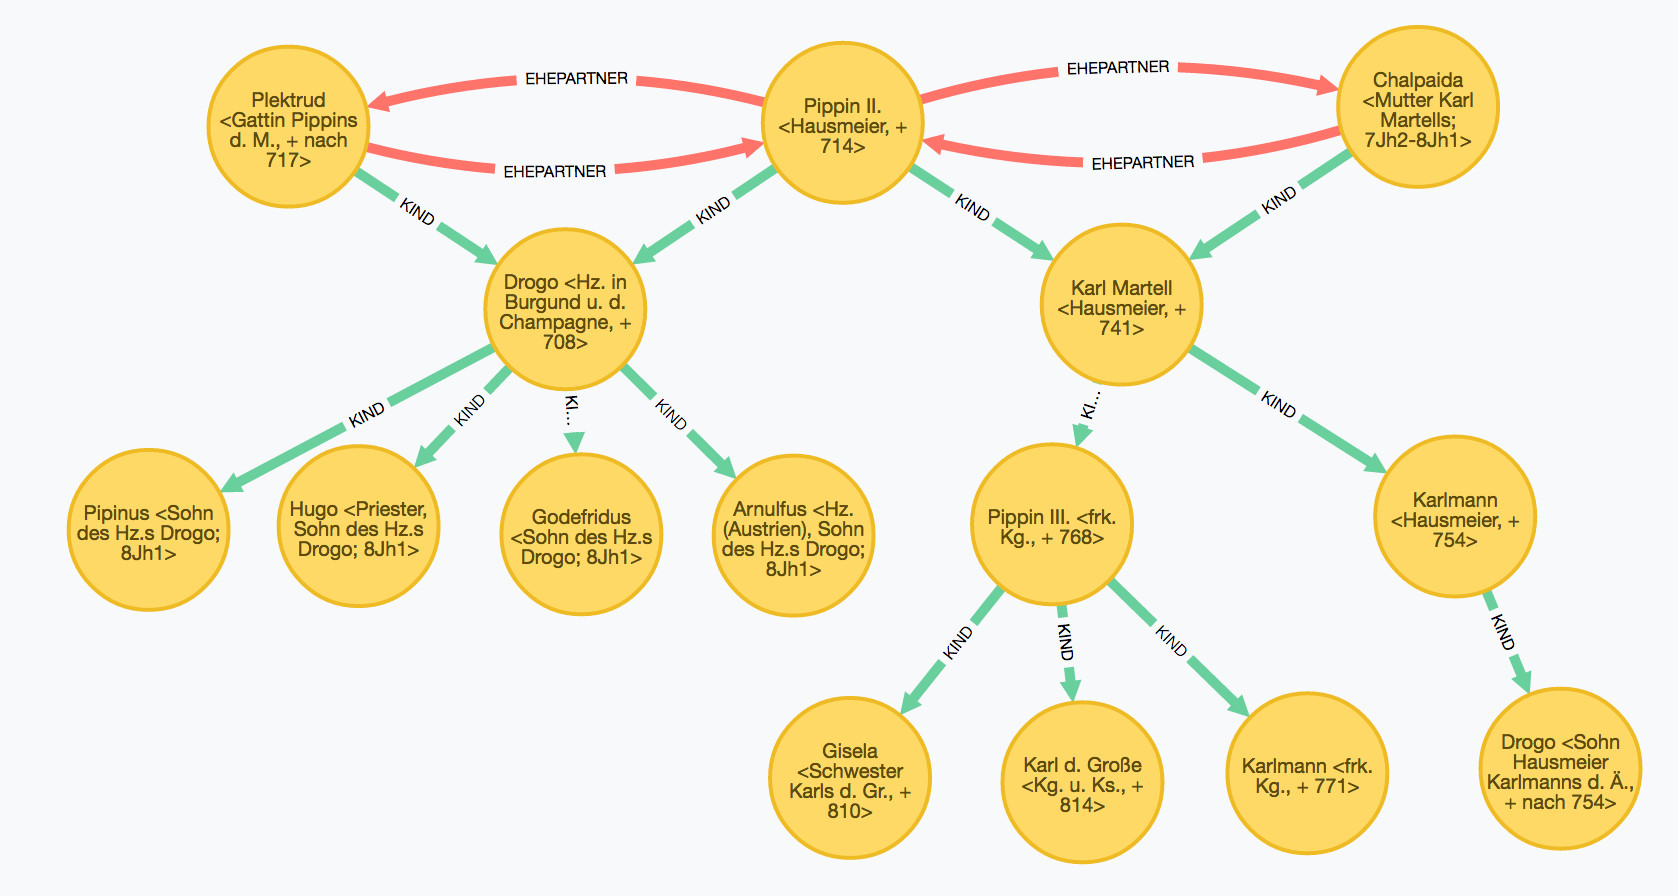 Plektrud
<Gattin Pippins
d. M., + nach
717>
EHEPARTNER
EHEPARTNER
Pippin II.
<Hausmeier, +
714>
EHEPARTNER
EHEPARTNER
Chalpaida
<Mutter Karl
Martells;
7Jh2-8Jh1>
KIND
KIND
KIND
KIND
Drogo <Hz. in
Burgund u. d.
Champagne, +
708>
Karl Martell
<Hausmeier, +
741>
KIND
KIND
KI...
KIND
KI...
KIND
Pipinus <Sohn
des Hz.s Drogo;
8Jh1>
Hugo <Priester,
Sohn des Hz.s
Drogo; 8Jh1>
Godefridus
<Sohn des Hz.s
Drogo; 8Jh1>
Arnulfus <Hz.
(Austrien), Sohn
des Hz.s Drogo;
8Jh1>
Pippin III. <frk.
Kg., + 768>
Karlmann
<Hausmeier, +
754>
KIND
KIND
KIND
KIND
Gisela
<Schwester
Karls d. Gr., +
810>
Karl d. Große
<Kg. u. Ks., +
814>
Karlmann <frk.
Kg., + 771>
Drogo <Sohn
Hausmeier
Karlmanns d. Ä.,
+ nach 754>